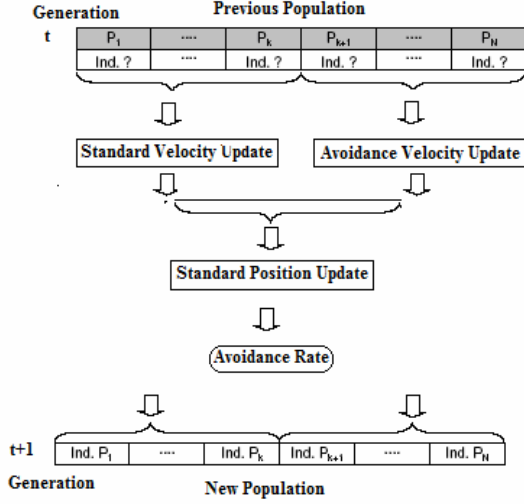 Generation Previous Population
t P1 .... Pk Pk+1 .... PN
Ind. ? .... Ind. ? Ind. ? .... Ind. ?
Standard Velocity Update Avoidance Velocity Update
Standard Position Update
Avoidance Rate
t+1 Ind. P1 .... Ind. Pk Ind. Pk+1 .... Ind. PN
Generation New Population